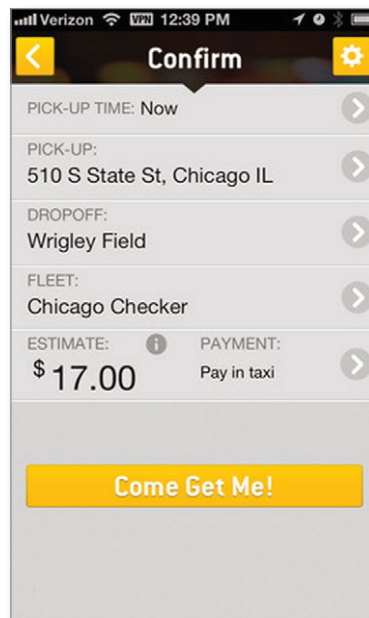 Verizon VPN 12:39 PM
Confirm
PICK-UP TIME: Now
PICK-UP:
510 S State St, Chicago IL
DROPOFF:
Wrigley Field
FLEET:
Chicago Checker
ESTIMATE: i PAYMENT:
$17.00 Pay in taxi
Come Get Me!